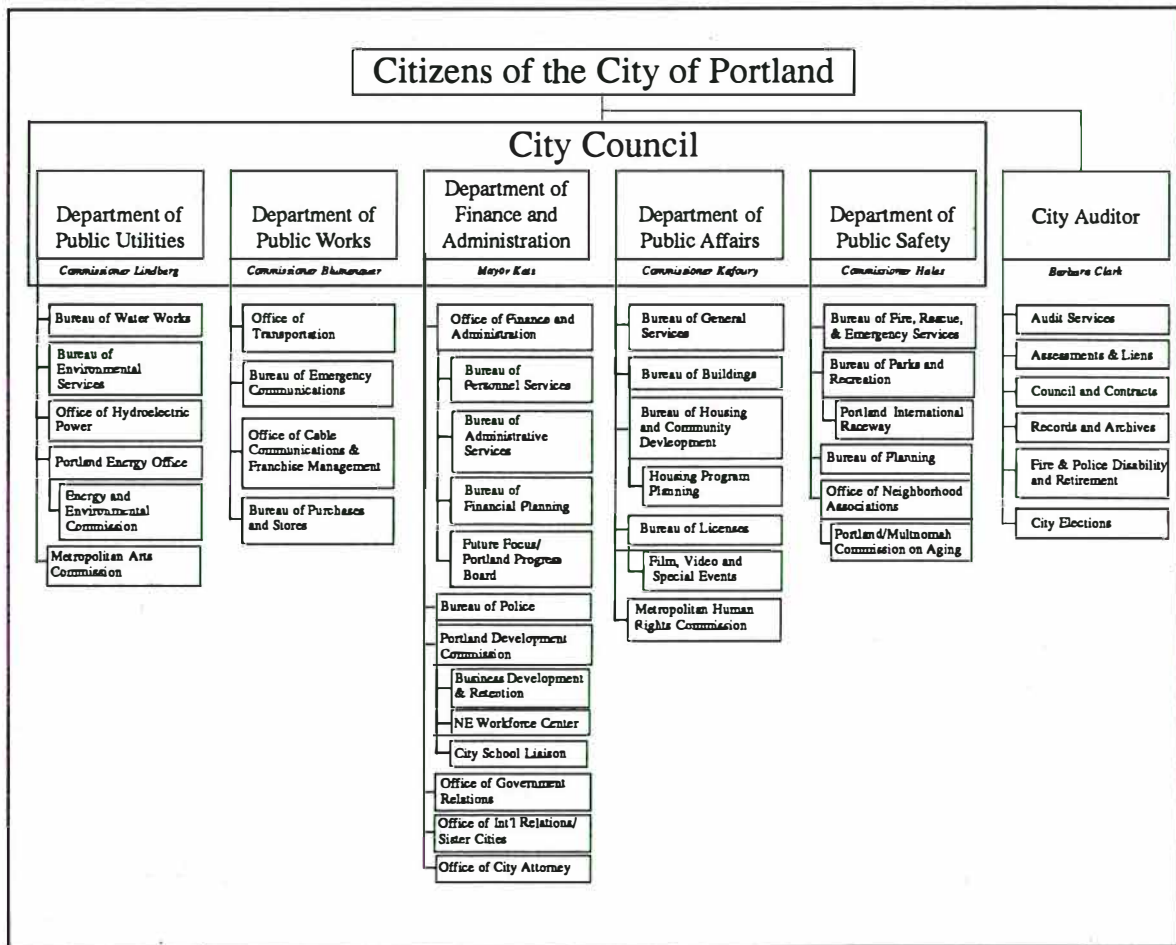 Citizens of the City of Portland
City Council
Department of
Public Utilities
Commissioner Lindberg
Bureau of Water Works
Bureau of
Environmental
Services
Office of Hydroelectric
Power
Portland Energy Office
Energy and
Environmental
Commission
Metropolitan Arts
Commission
Department of
Public Works
Commissioner Blumenauer
Office of
Transportation
Bureau of Emergency
Communications
Office of Cable
Communications &
Franchise Management
Bureau of Purchases
and Stores
Department of
Finance and
Administration
Mayor Katz
Office of Finance and
Administration
Bureau of
Personnel Services
Bureau of
Administrative
Services
Bureau of
Financial Planning
Future Focus/
Portland Progress
Board
Bureau of Police
Portland Development
Commission
Business Development
& Retention
NE Workforce Center
City School Liaison
Office of Government
Relations
Office of Int'l Relations/
Sister Cities
Office of City Attorney
Department of
Public Affairs
Commissioner Kafoury
Bureau of General
Services
Bureau of Buildings
Bureau of Housing
and Community
Devleopment
Housing Program
Planning
Bureau of Licenses
Film, Video and
Special Events
Metropolitan Human
Rights Commission
Department of
Public Safety
Commissioner Hales
Bureau of Fire, Rescue,
& Emergency Services
Bureau of Parks and
Recreation
Portland International
Raceway
Bureau of Planning
Office of Neighborhood
Associations
Portland/Multnomah
Commission on Aging
City Auditor
Barbara Clark
Audit Services
Assessments & Liens
Council and Contracts
Records and Archives
Fire & Police Disability
and Retirement
City Elections